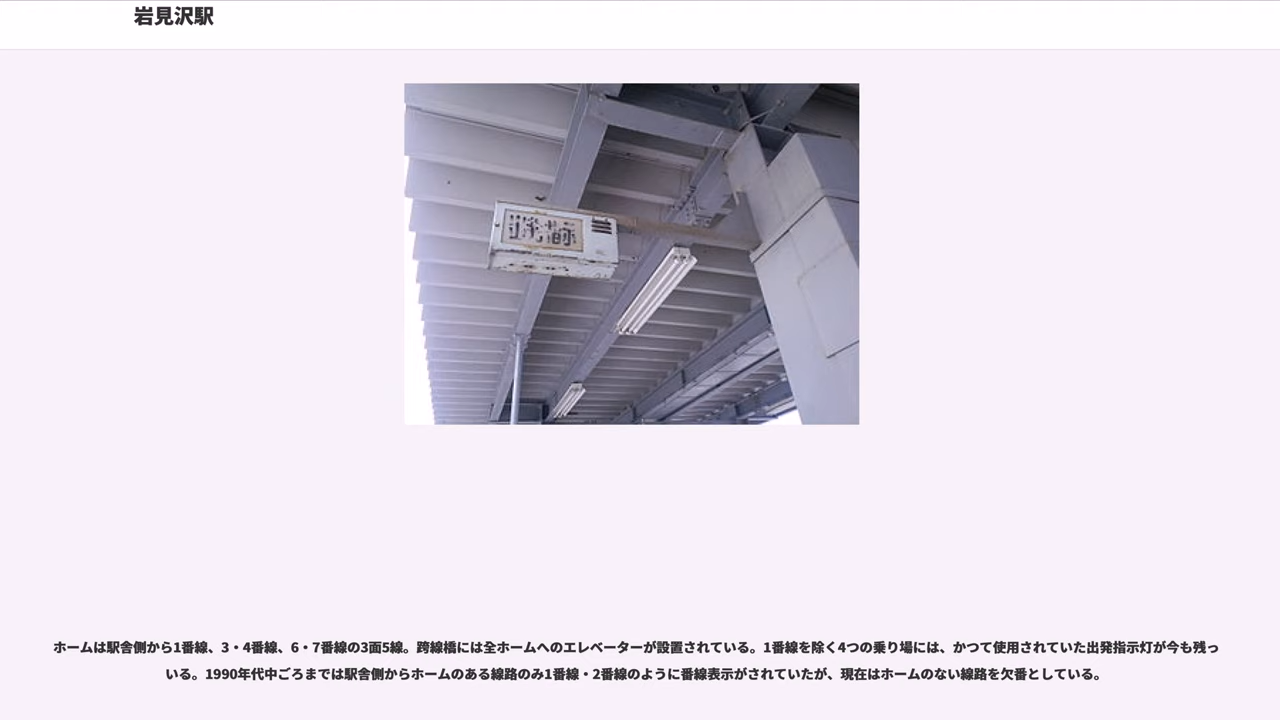 岩見沢駅
ホームは駅舎側から1番線、3・4番線、6・7番線の3面5線。跨線橋には全ホームへのエレベーターが設置されている。1番線を除く4つの乗り場には、かつて使用されていた出発指示灯が今も残っ
いる。1990年代中ごろまでは駅舎側からホームのある線路のみ1番線・2番線のように番線表示がされていたが、現在はホームのない線路を欠番としている。